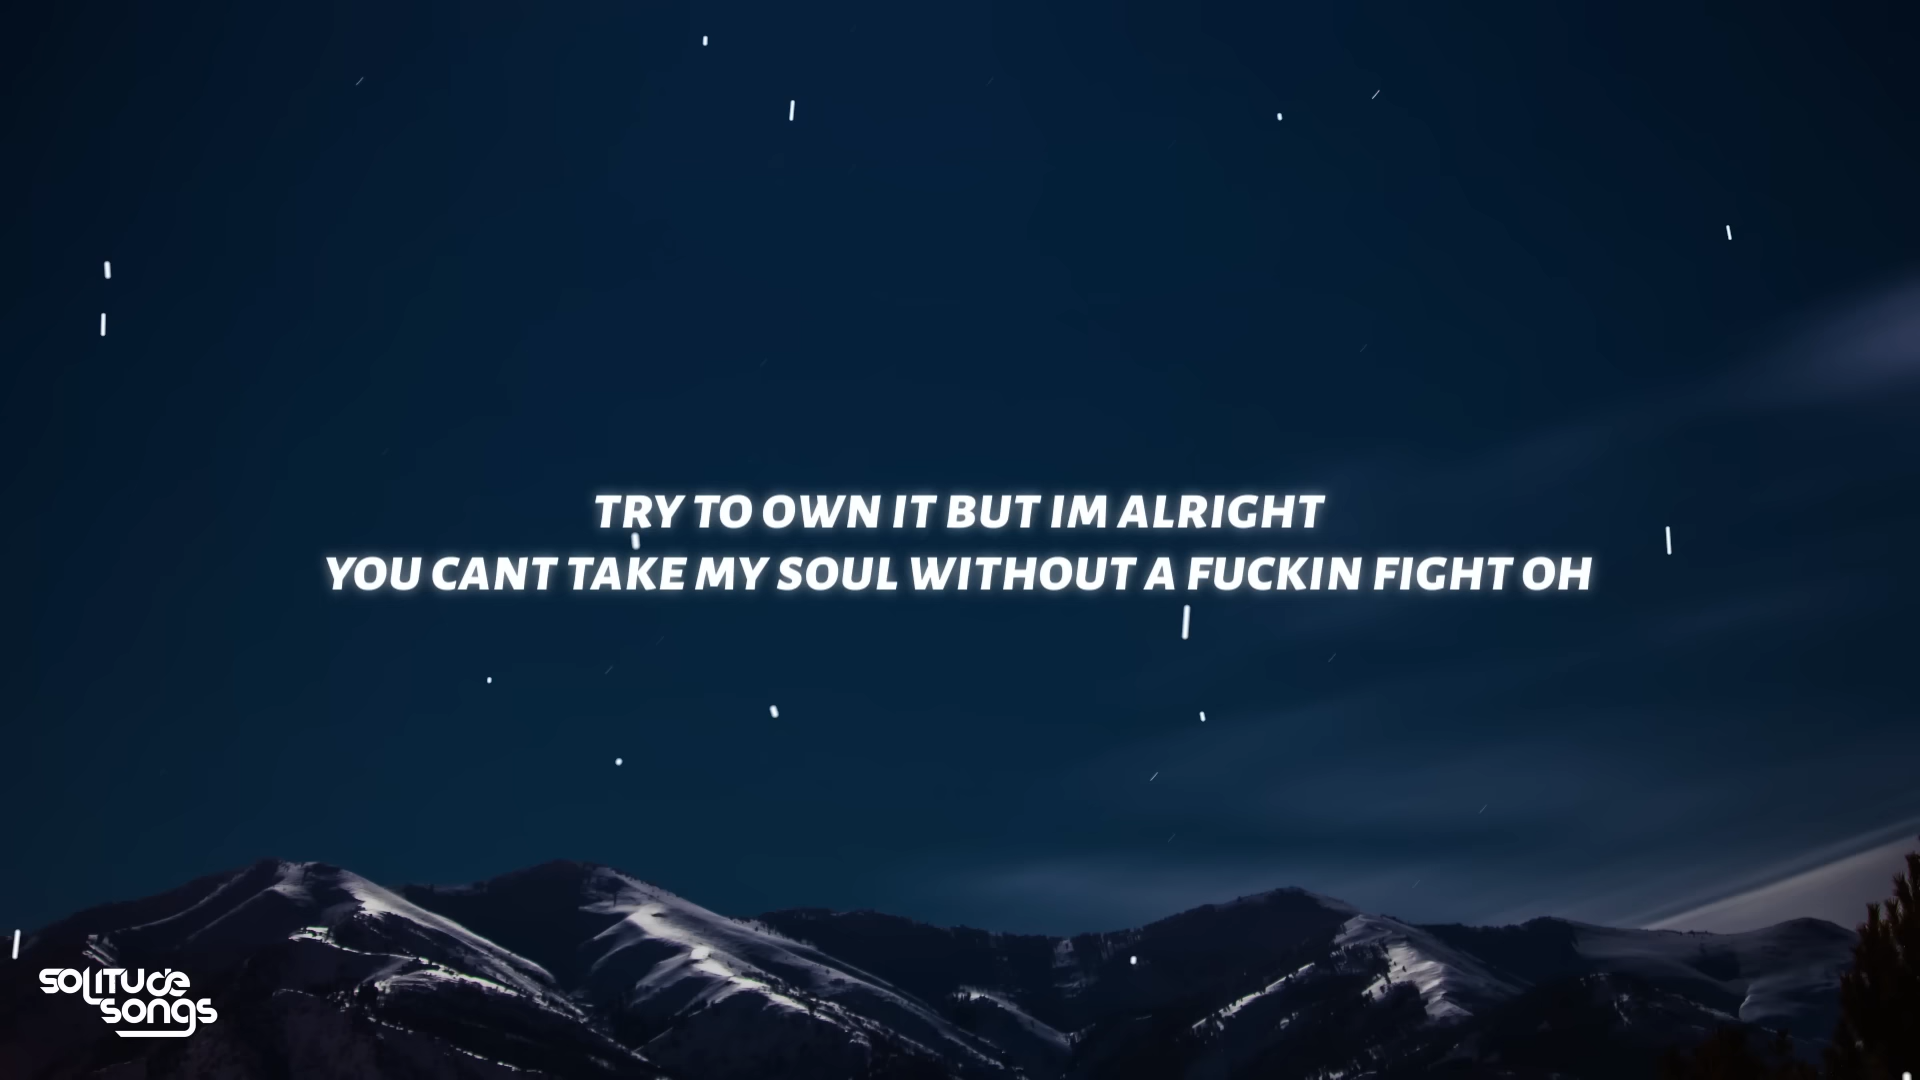 TRY TO OWN IT BUT IM ALRIGHT
YOU CANT TAKE MY SOUL WITHOUT A FUCKIN FIGHT OH
solitude
songs